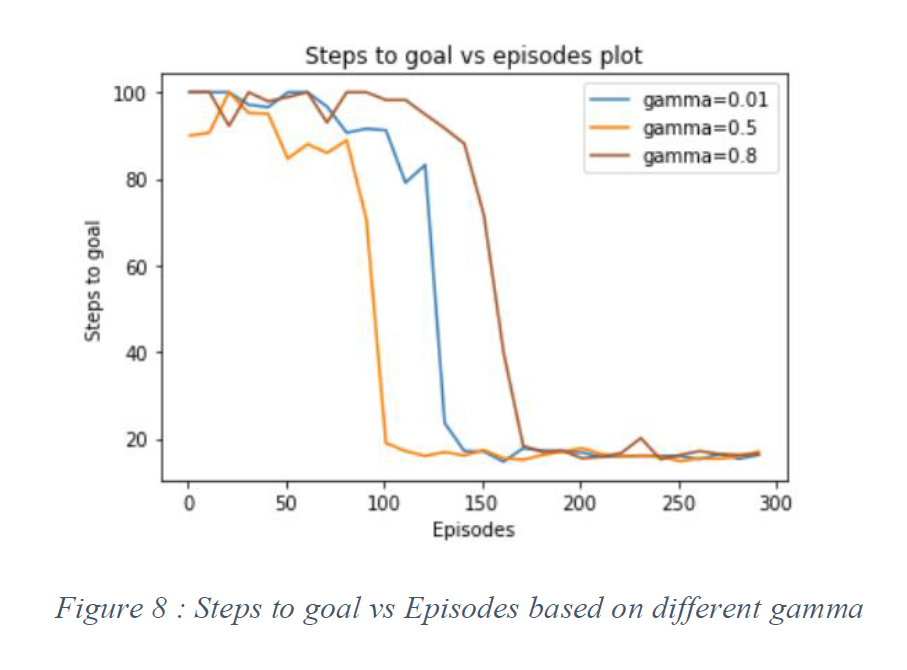 Steps to goal vs episodes plot
gamma=0.01
gamma=0.5
gamma=0.8
Steps to goal
100
80
60
40
20
0 50 100 150 200 250 300
Episodes
Figure 8 : Steps to goal vs Episodes based on different gamma